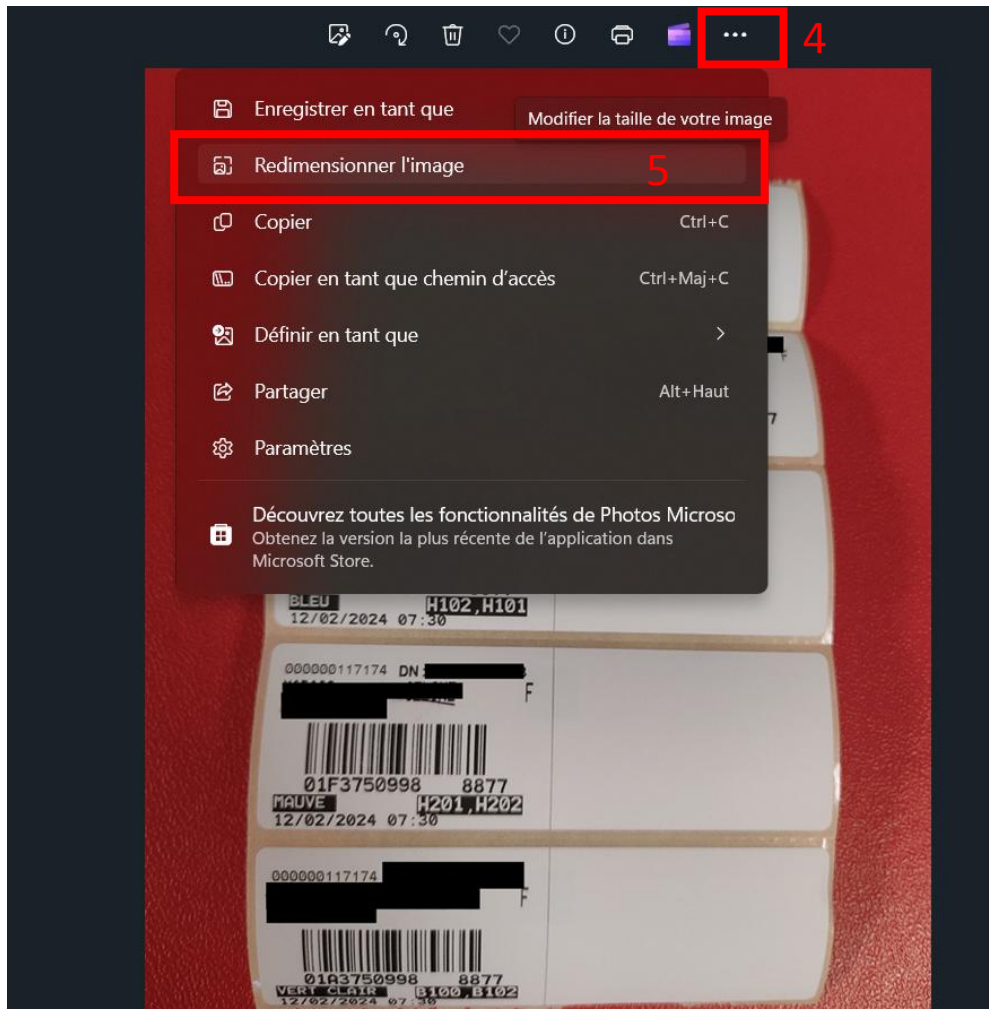 4
Enregistrer en tant que
Modifier la taille de votre image
Redimensionner l'image
5
Copier Ctrl+C
Copier en tant que chemin d'accès Ctrl+Maj+C
Définir en tant que
F
Partager Alt+Haut
7
Paramètres
Découvrez toutes les fonctionnalités de Photos Microso
Obtenez la version la plus récente de l'application dans
Microsoft Store.
BLEU H102,H101
12/02/2024 07:30
000000117174 DN
F
01F3750998 8877
MAUVE H201,H202
12/02/2024 07:30
000000117174
F
01A3750998 8877
VERT CLAIR B100,B102
12/02/2024 07:30